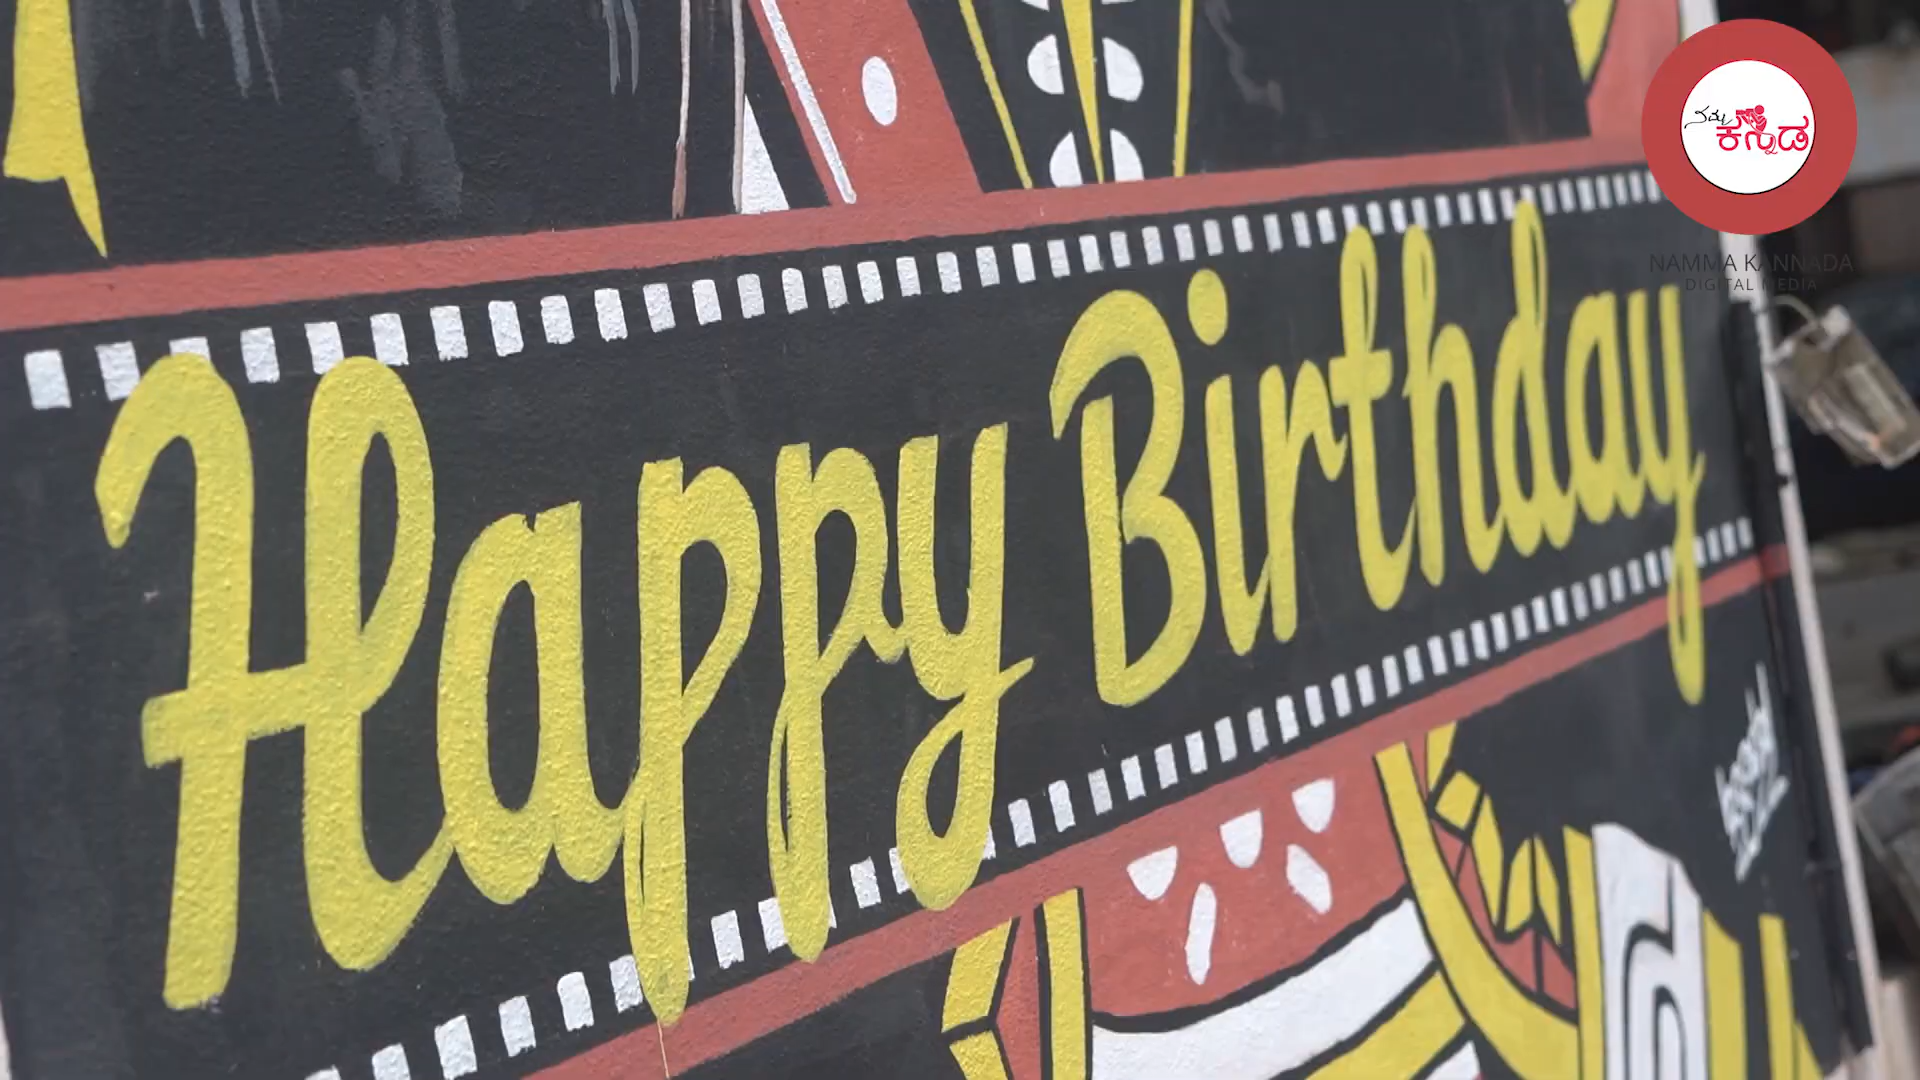 ನಮ್ಮ
ಕನ್ನಡ
NAMMA KANNADA
DIGITAL MEDIA
Happy Birthday